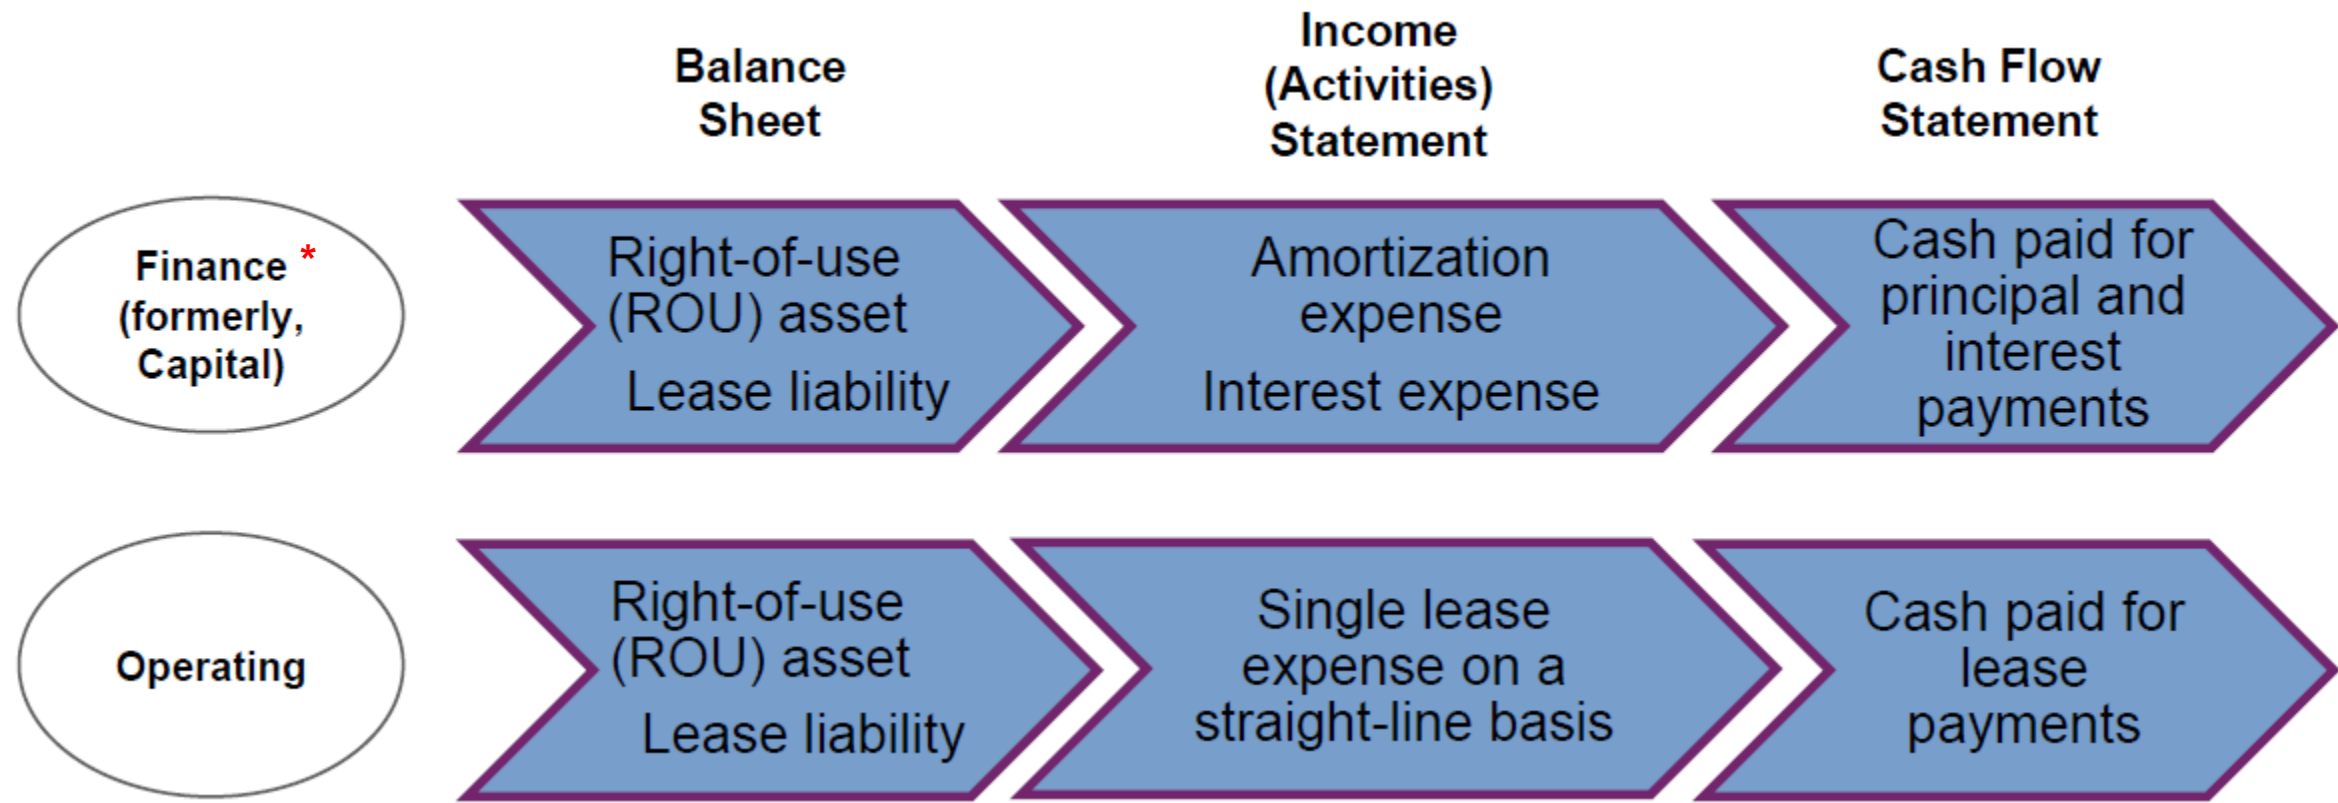 Balance
Sheet
Income
(Activities)
Statement
Cash Flow
Statement
Finance *
(formerly,
Capital)
Right-of-use
(ROU) asset
Lease liability
Amortization
expense
Interest expense
Cash paid for
principal and
interest
payments
Operating
Right-of-use
(ROU) asset
Lease liability
Single lease
expense on a
straight-line basis
Cash paid for
lease
payments